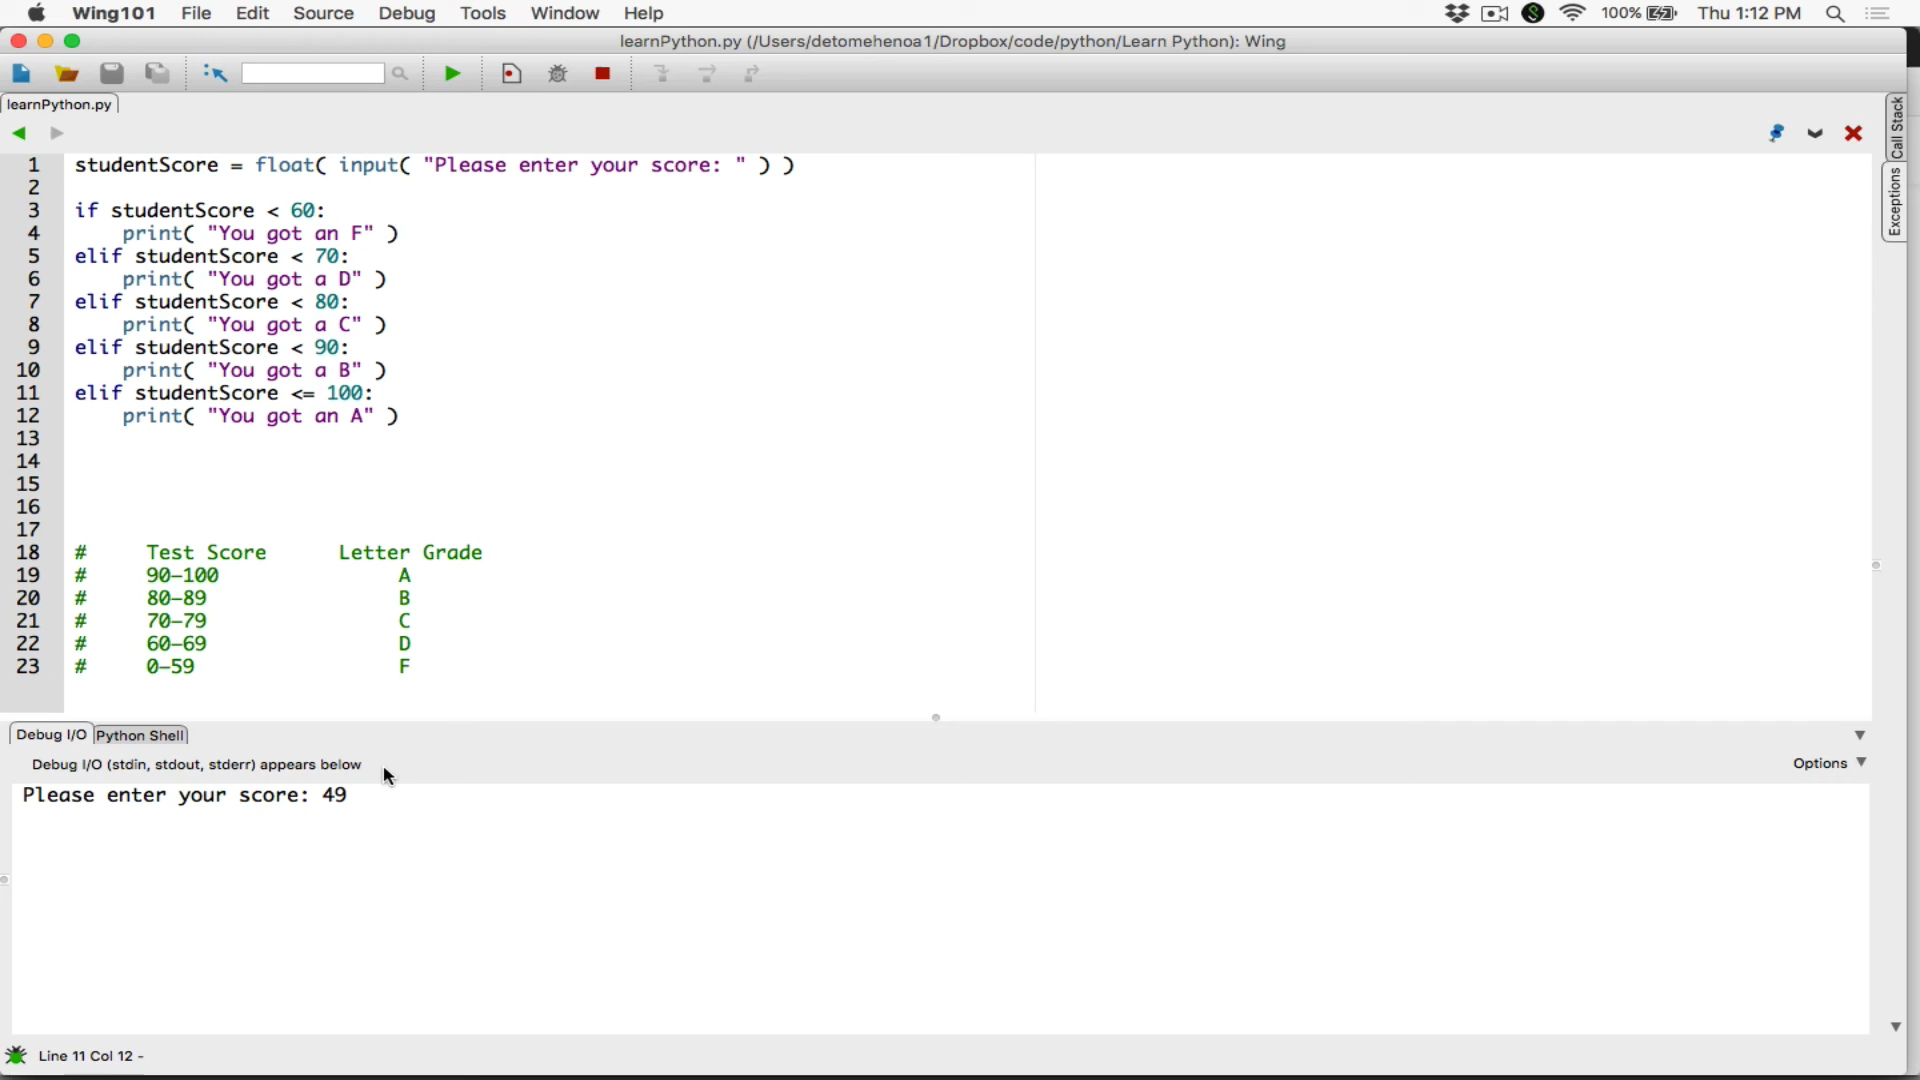 Wing101 File Edit Source Debug Tools Window Help 100% Thu 1:12 PM
learnPython.py (/Users/detomehenoa1/Dropbox/code/python/Learn Python): Wing
learnPython.py
Call Stack
Exceptions
1 studentScore = float( input( "Please enter your score: " ) )
2
3 if studentScore < 60:
4 print( "You got an F" )
5 elif studentScore < 70:
6 print( "You got a D" )
7 elif studentScore < 80:
8 print( "You got a C" )
9 elif studentScore < 90:
10 print( "You got a B" )
11 elif studentScore <= 100:
12 print( "You got an A" )
13
14
15
16
17
18 # Test Score Letter Grade
19 # 90-100 A
20 # 80-89 B
21 # 70-79 C
22 # 60-69 D
23 # 0-59 F
Debug I/O Python Shell
Debug I/O (stdin, stdout, stderr) appears below Options
Please enter your score: 49
Line 11 Col 12 -